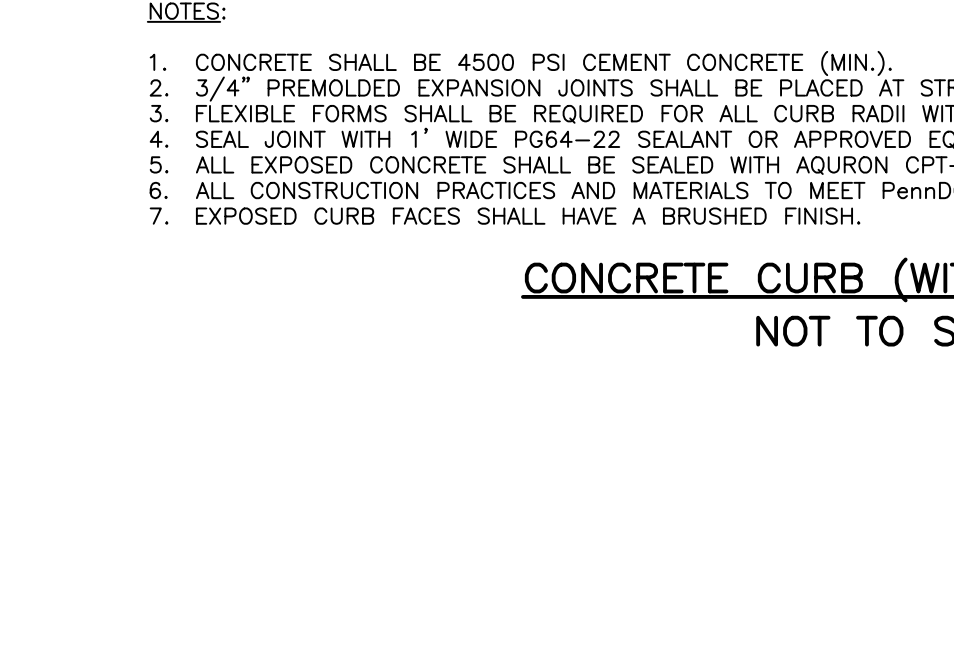 NOTES:
1. CONCRETE SHALL BE 4500 PSI CEMENT CONCRETE (MIN.).
2. 3/4" PREMOLDED EXPANSION JOINTS SHALL BE PLACED AT
3. FLEXIBLE FORMS SHALL BE REQUIRED FOR ALL CURB RADII
4. SEAL JOINT WITH 1' WIDE PG64-22 SEALANT OR APPROVED
5. ALL EXPOSED CONCRETE SHALL BE SEALED WITH AQURON CPT-
6. ALL CONSTRUCTION PRACTICES AND MATERIALS TO MEET
7. EXPOSED CURB FACES SHALL HAVE A BRUSHED FINISH.
CONCRETE CURB
NOT TO